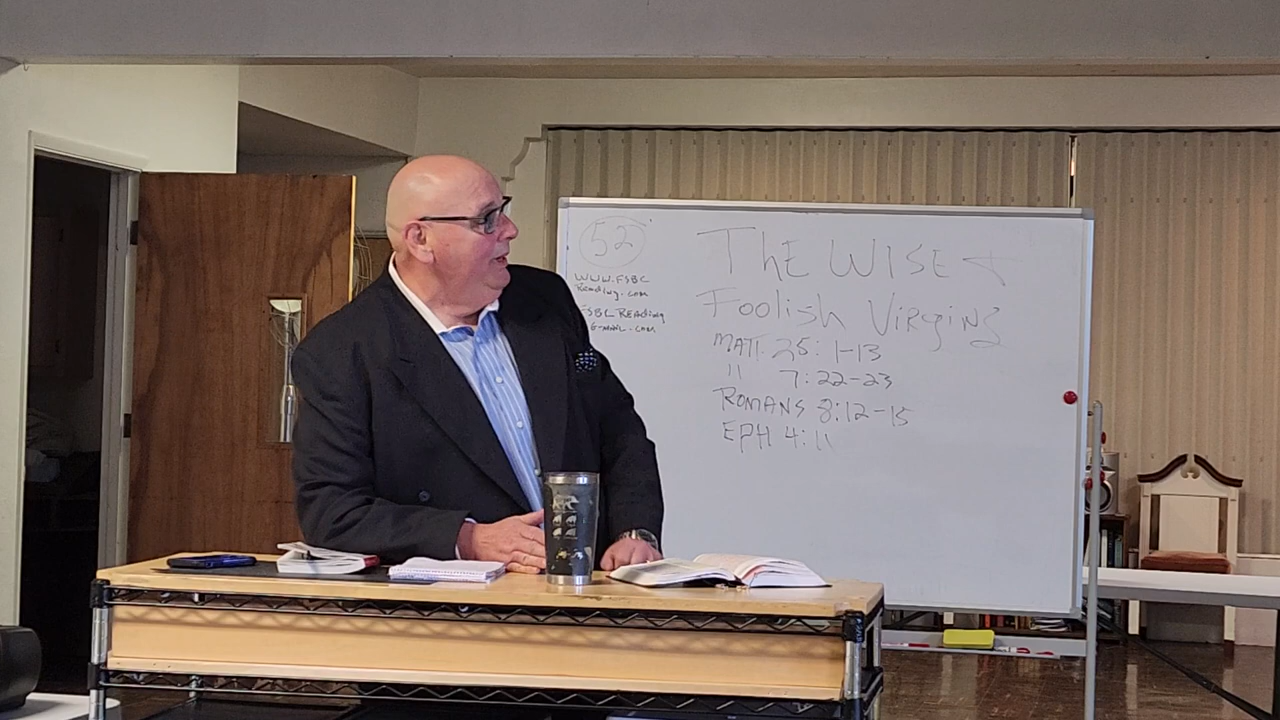 52
WWW.FSBC
Reading.com
FSBC Reading
G-MAIL.COM
ThE WISE +
Foolish Virgins
MATT 25: 1-13
" 7:22-23
ROMANS 8:12-15
EPH 4:11